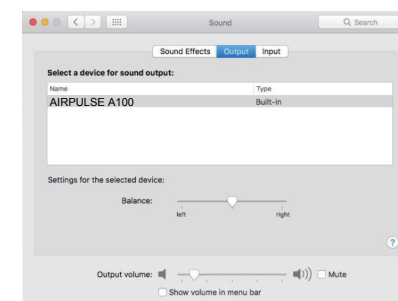 Sound
Search
Sound Effects Output Input
Select a device for sound output:
Name Type
AIRPULSE A100 Built-in
Settings for the selected device:
Balance:
left right
?
Output volume: Mute
Show volume in menu bar